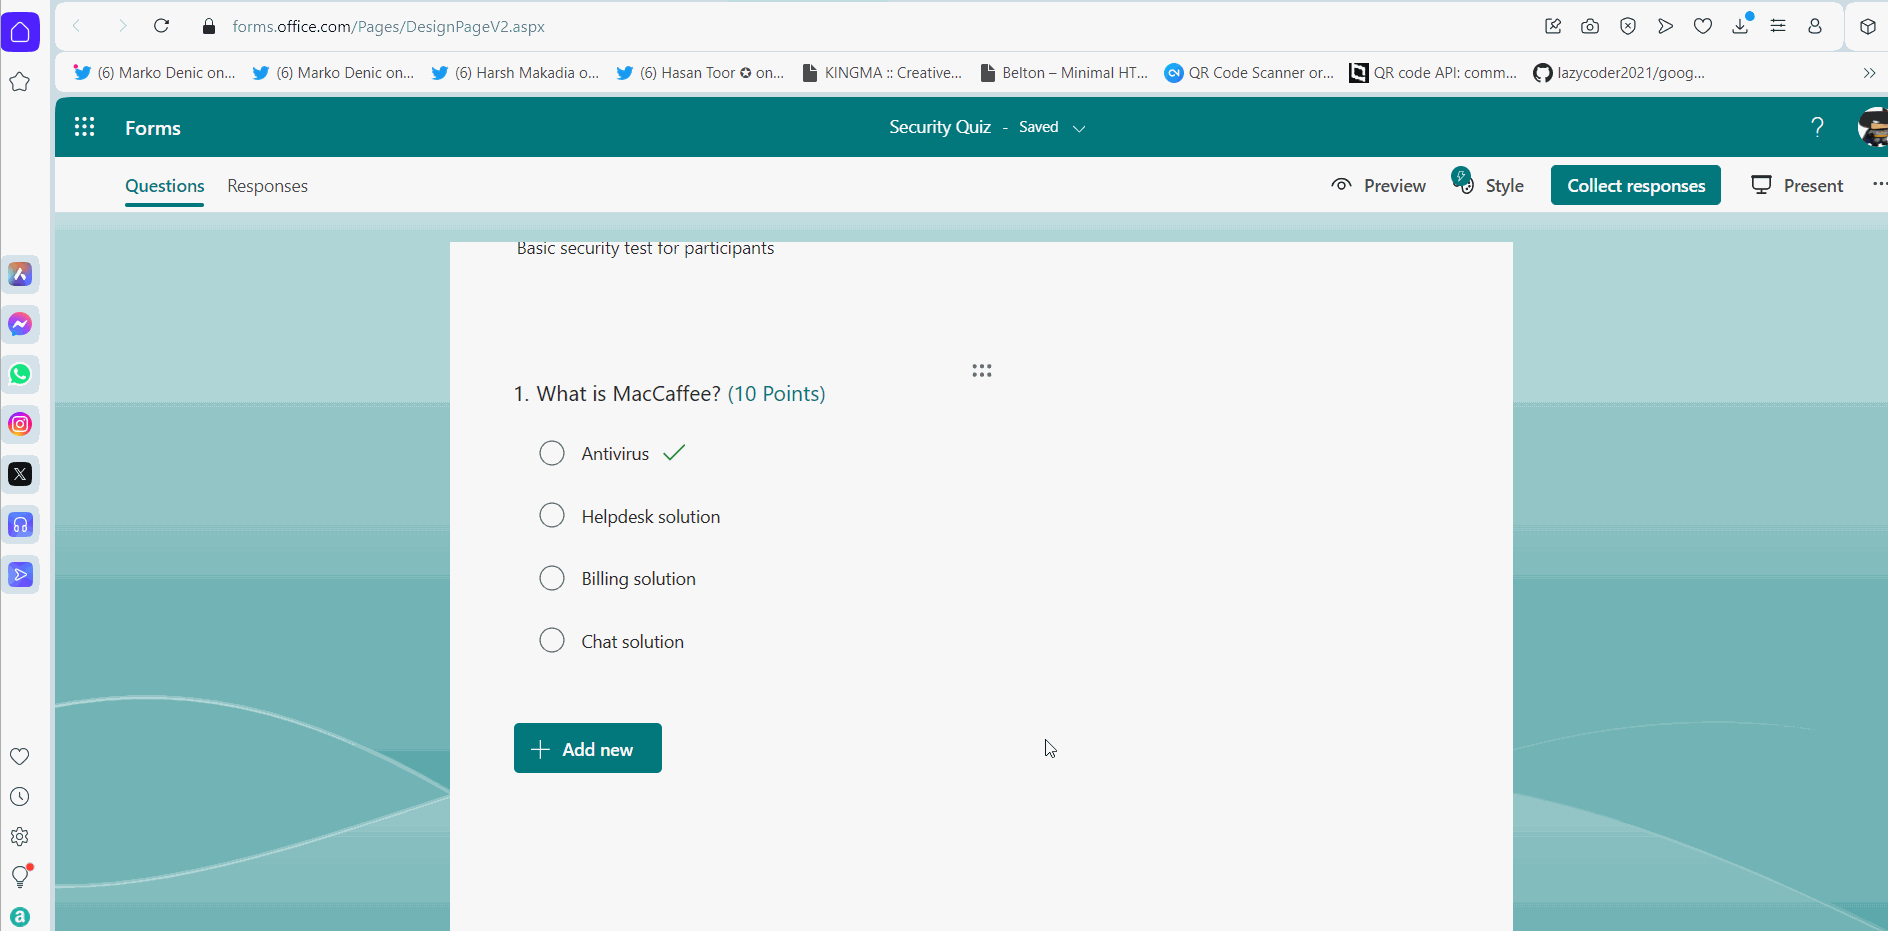 forms.office.com/Pages/DesignPageV2.aspx
(6) Marko Denic on...
(6) Marko Denic on...
(6) Harsh Makadia o...
(6) Hasan Toor ✪ on...
KINGMA :: Creative...
Belton – Minimal HT...
QR Code Scanner or...
QR code API: comm...
lazycoder2021/goog...
Forms
Security Quiz - Saved
?
Questions
Responses
Preview
Style
Collect responses
Present
Basic security test for participants
1. What is MacCaffee? (10 Points)
Antivirus
Helpdesk solution
Billing solution
Chat solution
Add new